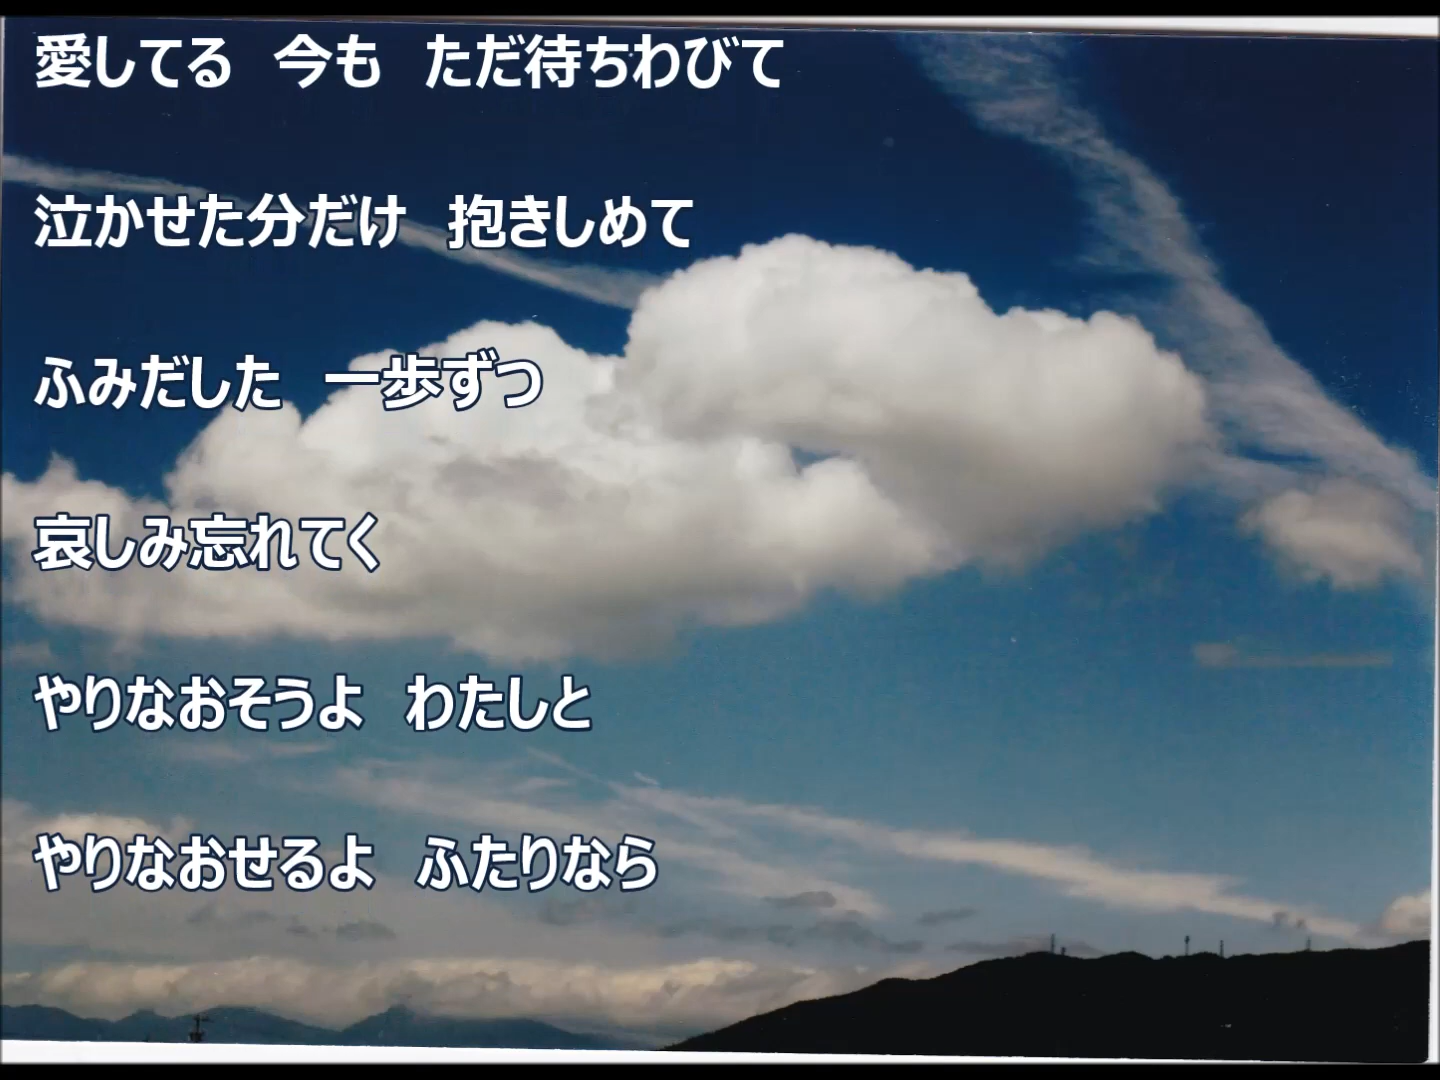 愛してる　今も　ただ待ちわびて
泣かせた分だけ　抱きしめて
ふみだした　一歩ずつ
哀しみ忘れてく
やりなおそうよ　わたしと
やりなおせるよ　ふたりなら